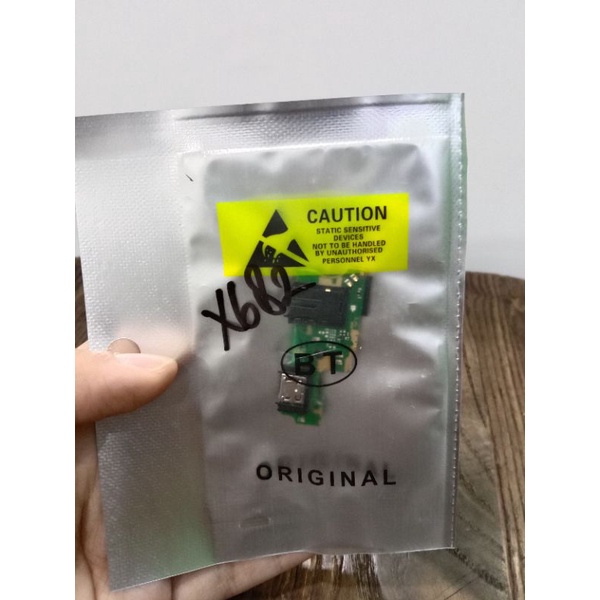 CAUTION
STATIC SENSITIVE
DEVICES
NOT TO BE HANDLED
BY UNAUTHORISED
PERSONNEL YX
X682
BT
ORIGINAL